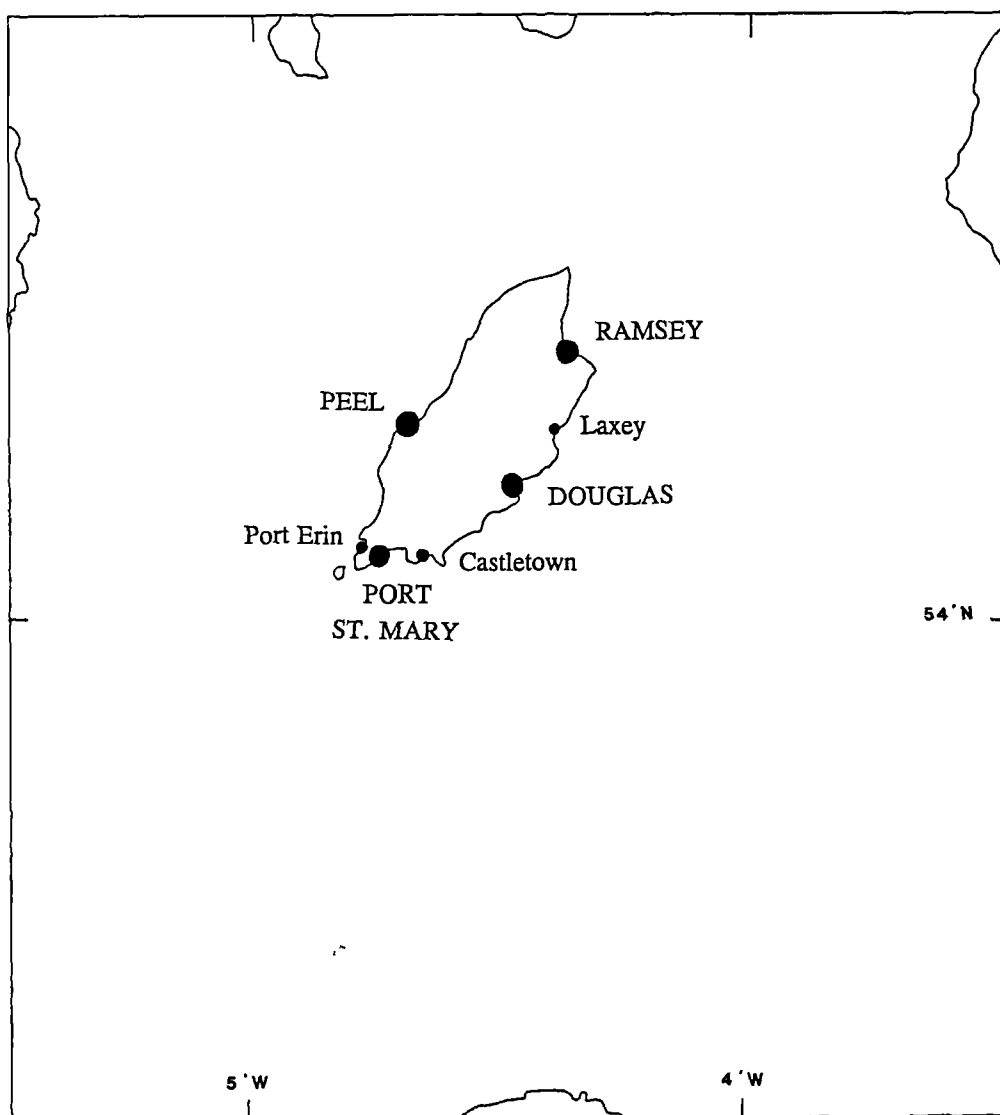 RAMSEY
PEEL
Laxey
DOUGLAS
Port Erin
Castletown
PORT
ST. MARY
54'N
5'W
4'W